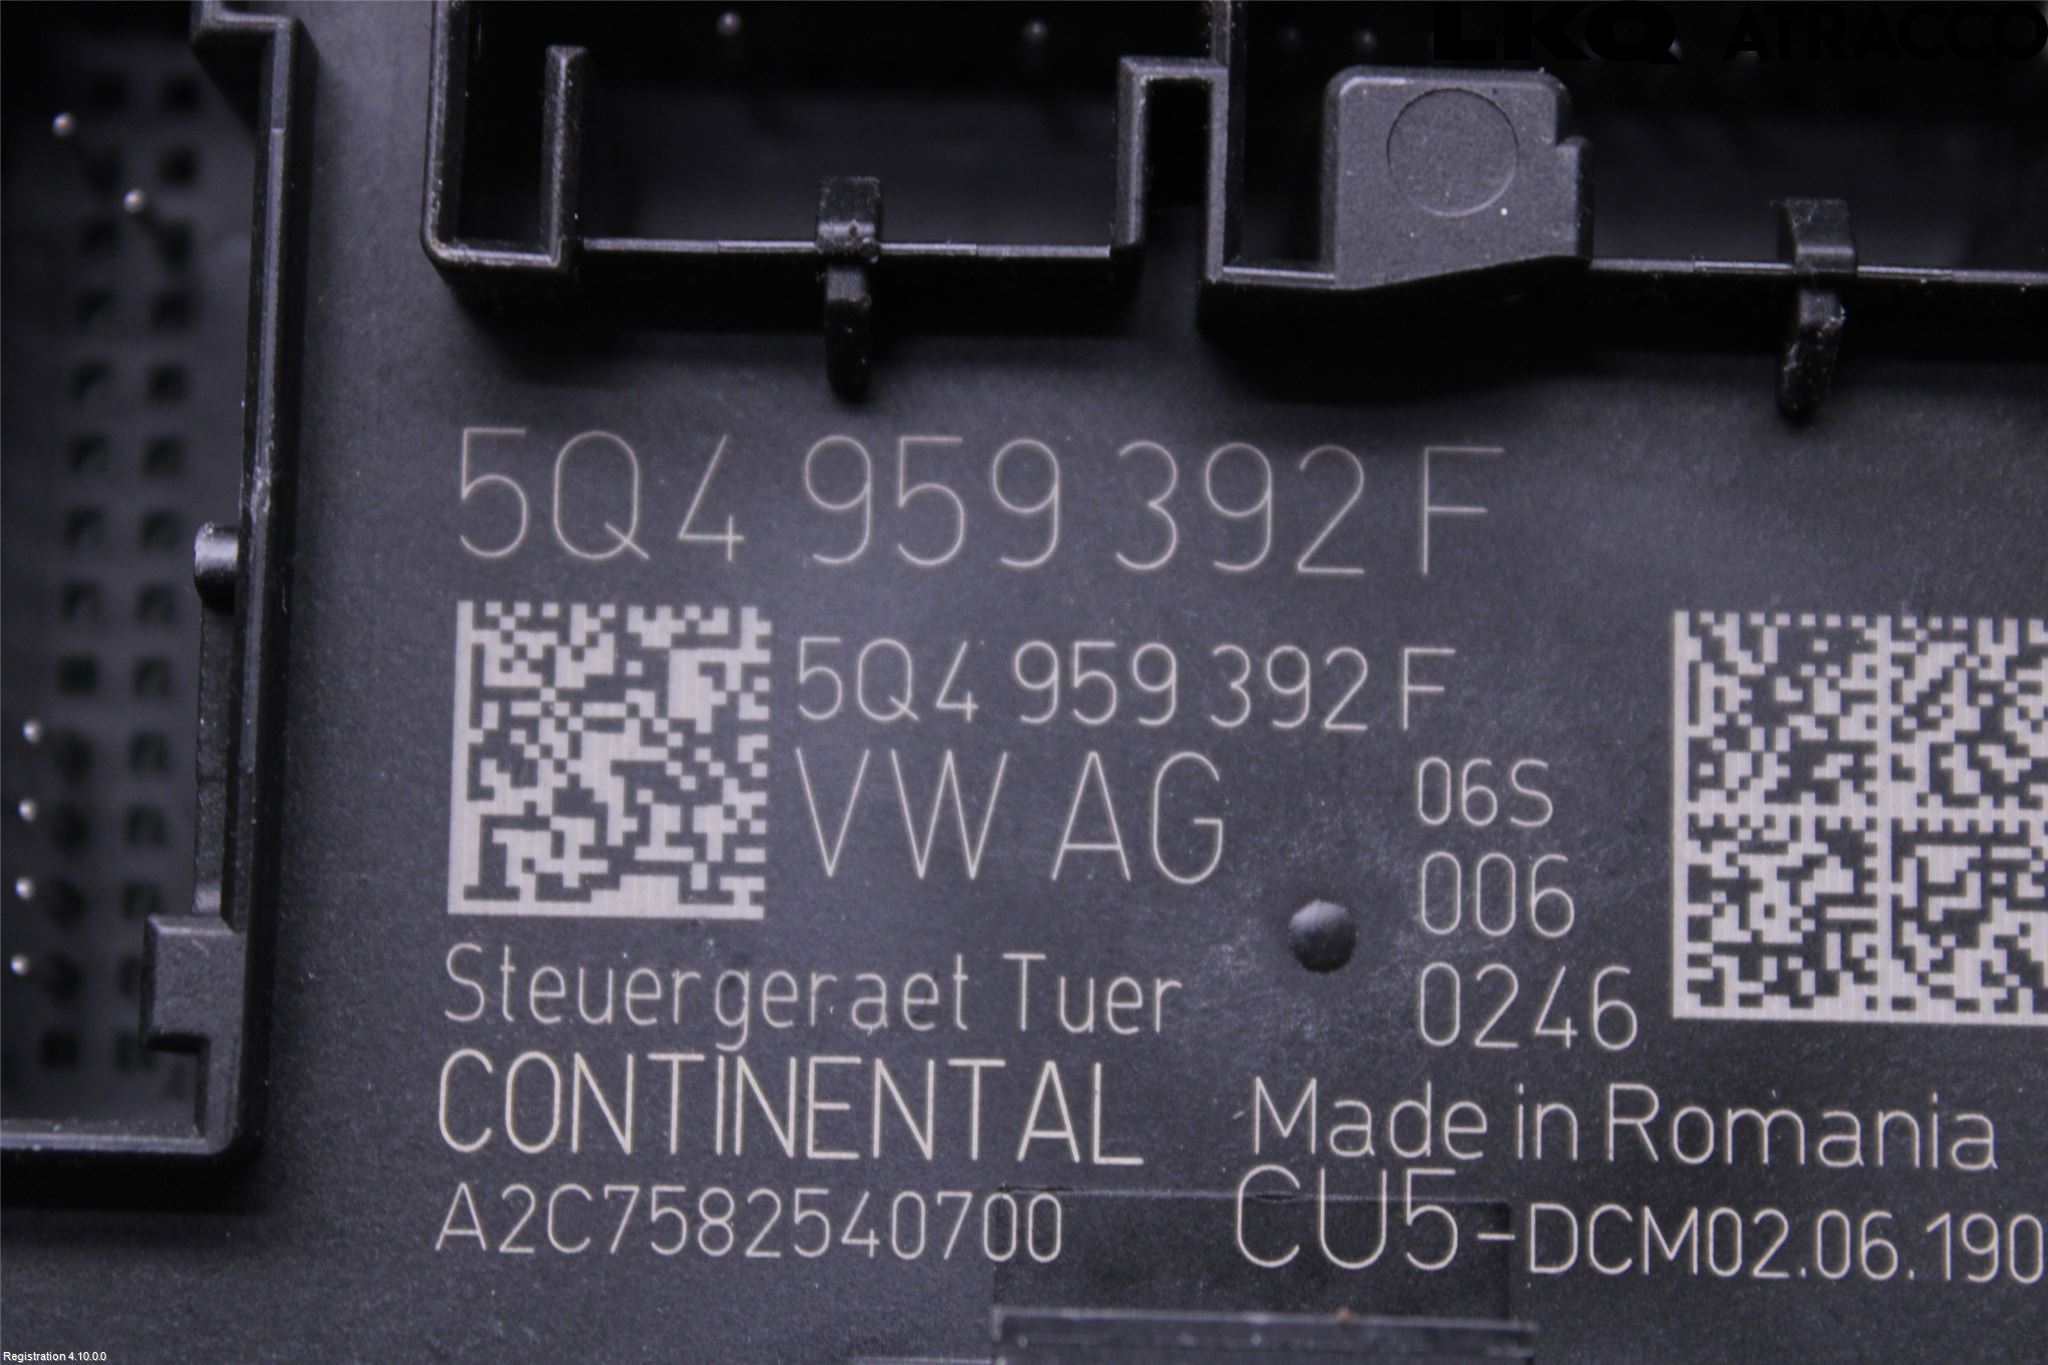 LKQ ATRACCO
5Q4 959 392 F
5Q4 959 392 F
VW AG
06S
006
0246
Steuergeraet Tuer
CONTINENTAL
Made in Romania
A2C7582540700
CU5-DCM02.06.190
Registration 4.10.0.0